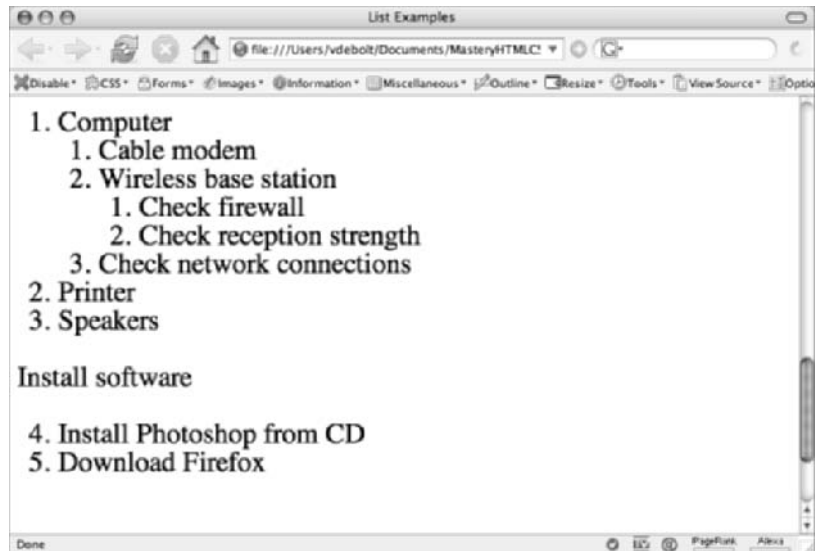 List Examples
file:///Users/vdebolt/Documents/MasteryHTMLC
Disable CSS Forms Images Information Miscellaneous Outline Resize Tools View Source Optio
1. Computer
1. Cable modem
2. Wireless base station
1. Check firewall
2. Check reception strength
3. Check network connections
2. Printer
3. Speakers
Install software
4. Install Photoshop from CD
5. Download Firefox
Done PageRank Alexa